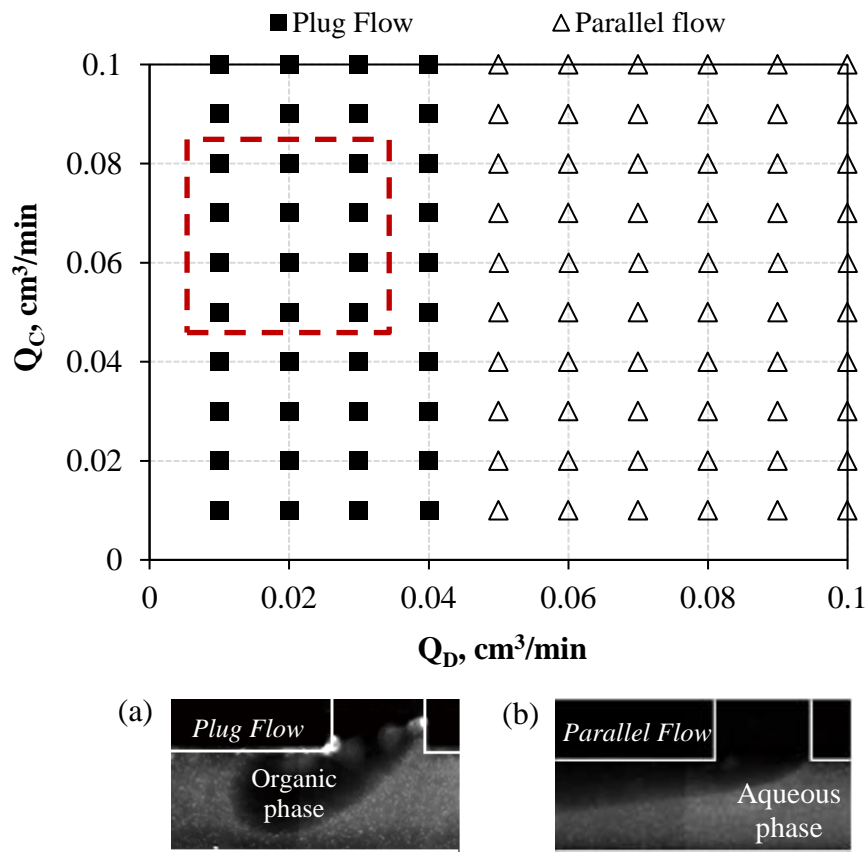 Plug Flow Parallel flow
0.1
0.08
0.06
0.04
0.02
0
Q_C, cm³/min
0 0.02 0.04 0.06 0.08 0.1
Q_D, cm³/min
(a)
Plug Flow
Organic
phase
(b)
Parallel Flow
Aqueous
phase